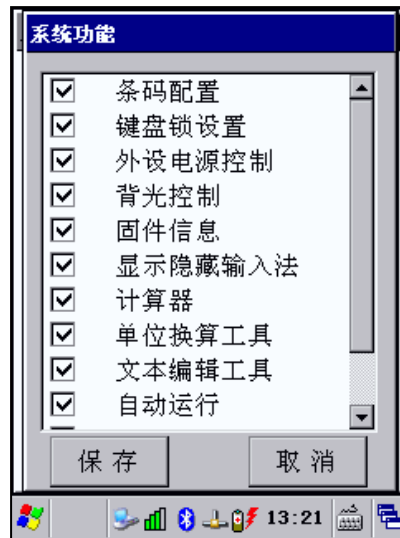 系统功能
条码配置
键盘锁设置
外设电源控制
背光控制
固件信息
显示隐藏输入法
计算器
单位换算工具
文本编辑工具
自动运行
保存 取消
13:21